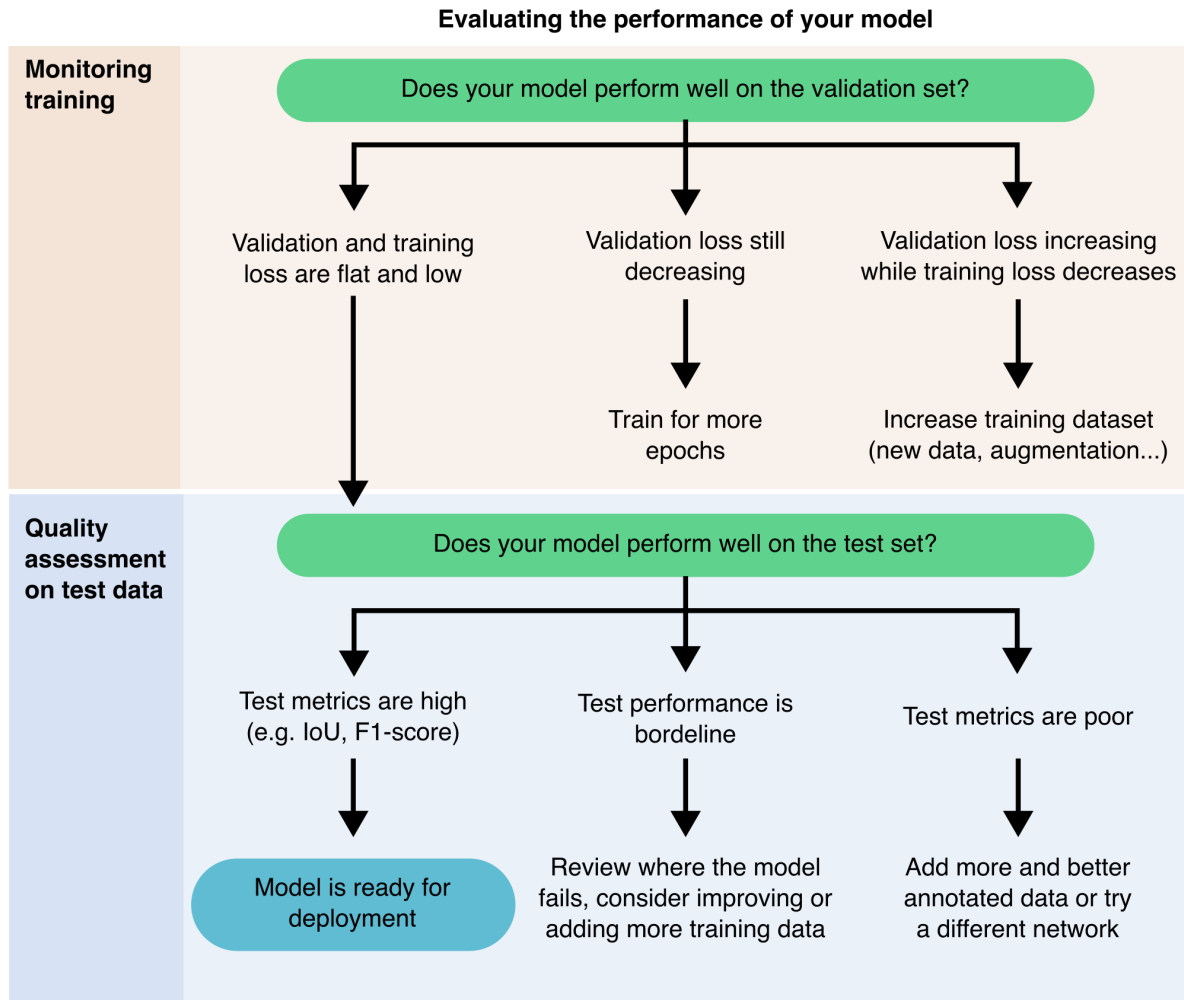 Evaluating the performance of your model
Monitoring
training
Does your model perform well on the validation set?
Validation and training
loss are flat and low
Validation loss still
decreasing
Validation loss increasing
while training loss decreases
Train for more
epochs
Increase training dataset
(new data, augmentation...)
Quality
assessment
on test data
Does your model perform well on the test set?
Test metrics are high
(e.g. IoU, F1-score)
Test performance is
bordeline
Test metrics are poor
Model is ready for
deployment
Review where the model
fails, consider improving or
adding more training data
Add more and better
annotated data or try
a different network